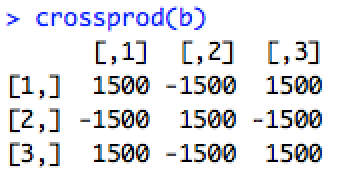 > crossprod(b)
      [,1]  [,2]  [,3]
[1,]  1500 -1500  1500
[2,] -1500  1500 -1500
[3,]  1500 -1500  1500